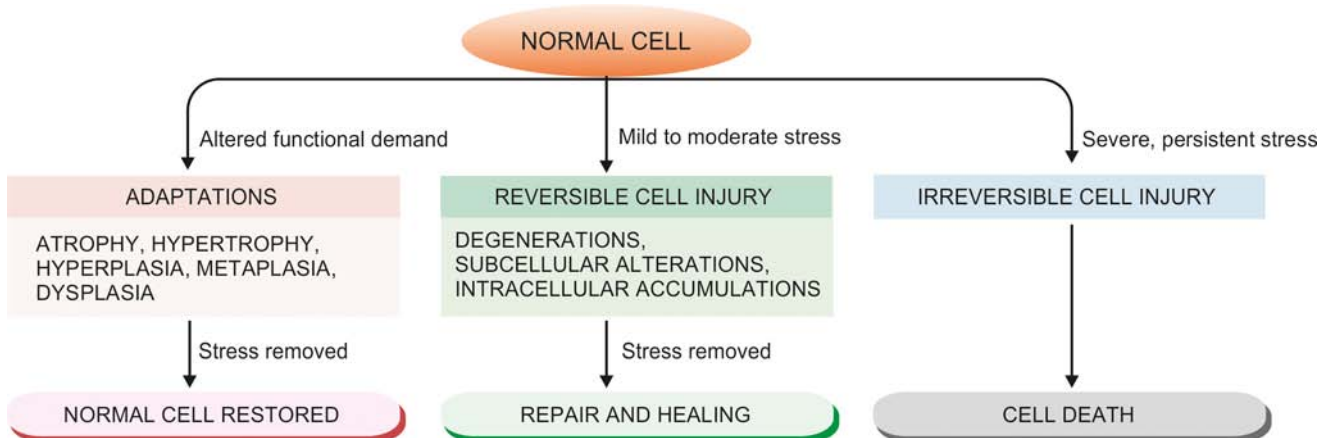 NORMAL CELL
Altered functional demand
Mild to moderate stress
Severe, persistent stress
ADAPTATIONS
REVERSIBLE CELL INJURY
IRREVERSIBLE CELL INJURY
ATROPHY, HYPERTROPHY,
HYPERPLASIA, METAPLASIA,
DYSPLASIA
DEGENERATIONS,
SUBCELLULAR ALTERATIONS,
INTRACELLULAR ACCUMULATIONS
Stress removed
Stress removed
NORMAL CELL RESTORED
REPAIR AND HEALING
CELL DEATH